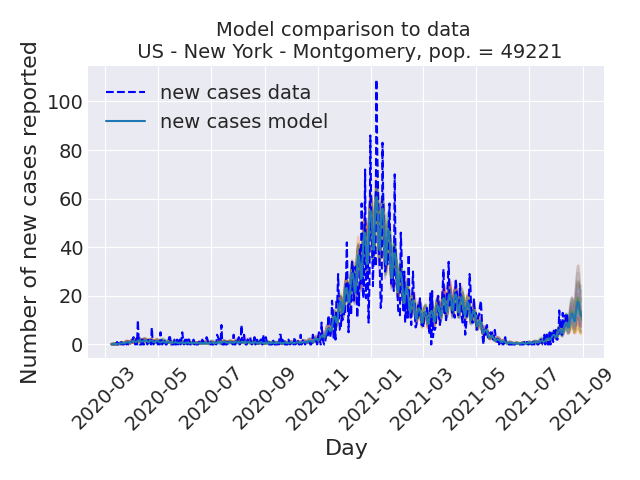 Model comparison to data
US - New York - Montgomery, pop. = 49221
Number of new cases reported
100
80
60
40
20
0
new cases data
new cases model
2020-03
2020-05
2020-07
2020-09
2020-11
2021-01
2021-03
2021-05
2021-07
2021-09
Day